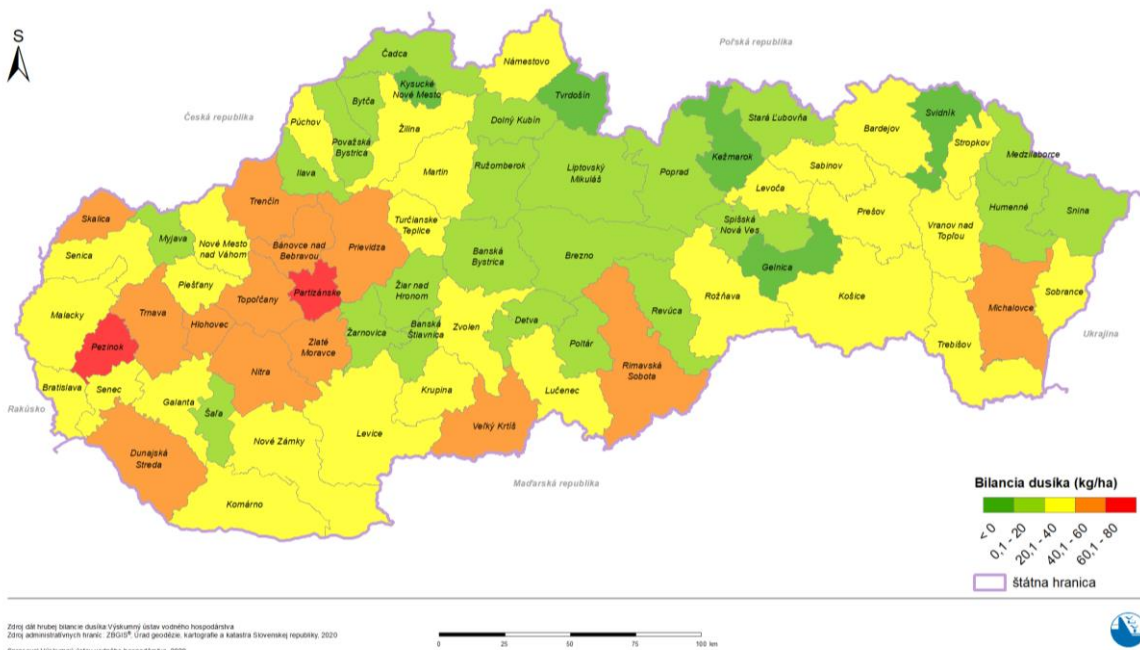 S
Poľská republika
Česká republika
Rakúsko
Maďarská republika
Ukrajina
Čadca
Námestovo
Kysucké
Nové Mesto
Tvrdošín
Bytča
Púchov
Považská
Bystrica
Žilina
Dolný Kubín
Ilava
Ružomberok
Liptovský
Mikuláš
Martin
Poprad
Kežmarok
Stará Ľubovňa
Bardejov
Svidník
Stropkov
Medzilaborce
Sabinov
Levoča
Prešov
Humenné
Snina
Vranov nad
Topľou
Spišská
Nová Ves
Gelnica
Košice
Michalovce
Sobrance
Trebišov
Rožňava
Skalica
Myjava
Senica
Nové Mesto
nad Váhom
Trenčín
Bánovce nad
Bebravou
Prievidza
Turčianske
Teplice
Banská
Bystrica
Brezno
Piešťany
Topoľčany
Partizánske
Žiar nad
Hronom
Malacky
Trnava
Hlohovec
Pezinok
Zlaté
Moravce
Žarnovica
Banská
Štiavnica
Zvolen
Detva
Poltár
Revúca
Rimavská
Sobota
Bratislava
Senec
Galanta
Šaľa
Nitra
Krupina
Lučenec
Veľký Krtíš
Levice
Nové Zámky
Dunajská
Streda
Komárno
Bilancia dusíka (kg/ha)
< 0
0,1 - 20
20,1 - 40
40,1 - 60
60,1 - 80
štátna hranica
Zdroj dát hrubej bilancie dusíka Výskumný ústav vodného hospodárstva
Zdroj administratívnych hraníc: ZBGIS®, Úrad geodézie, kartografie a katastra Slovenskej republiky, 2020
0 25 50 75 100 km